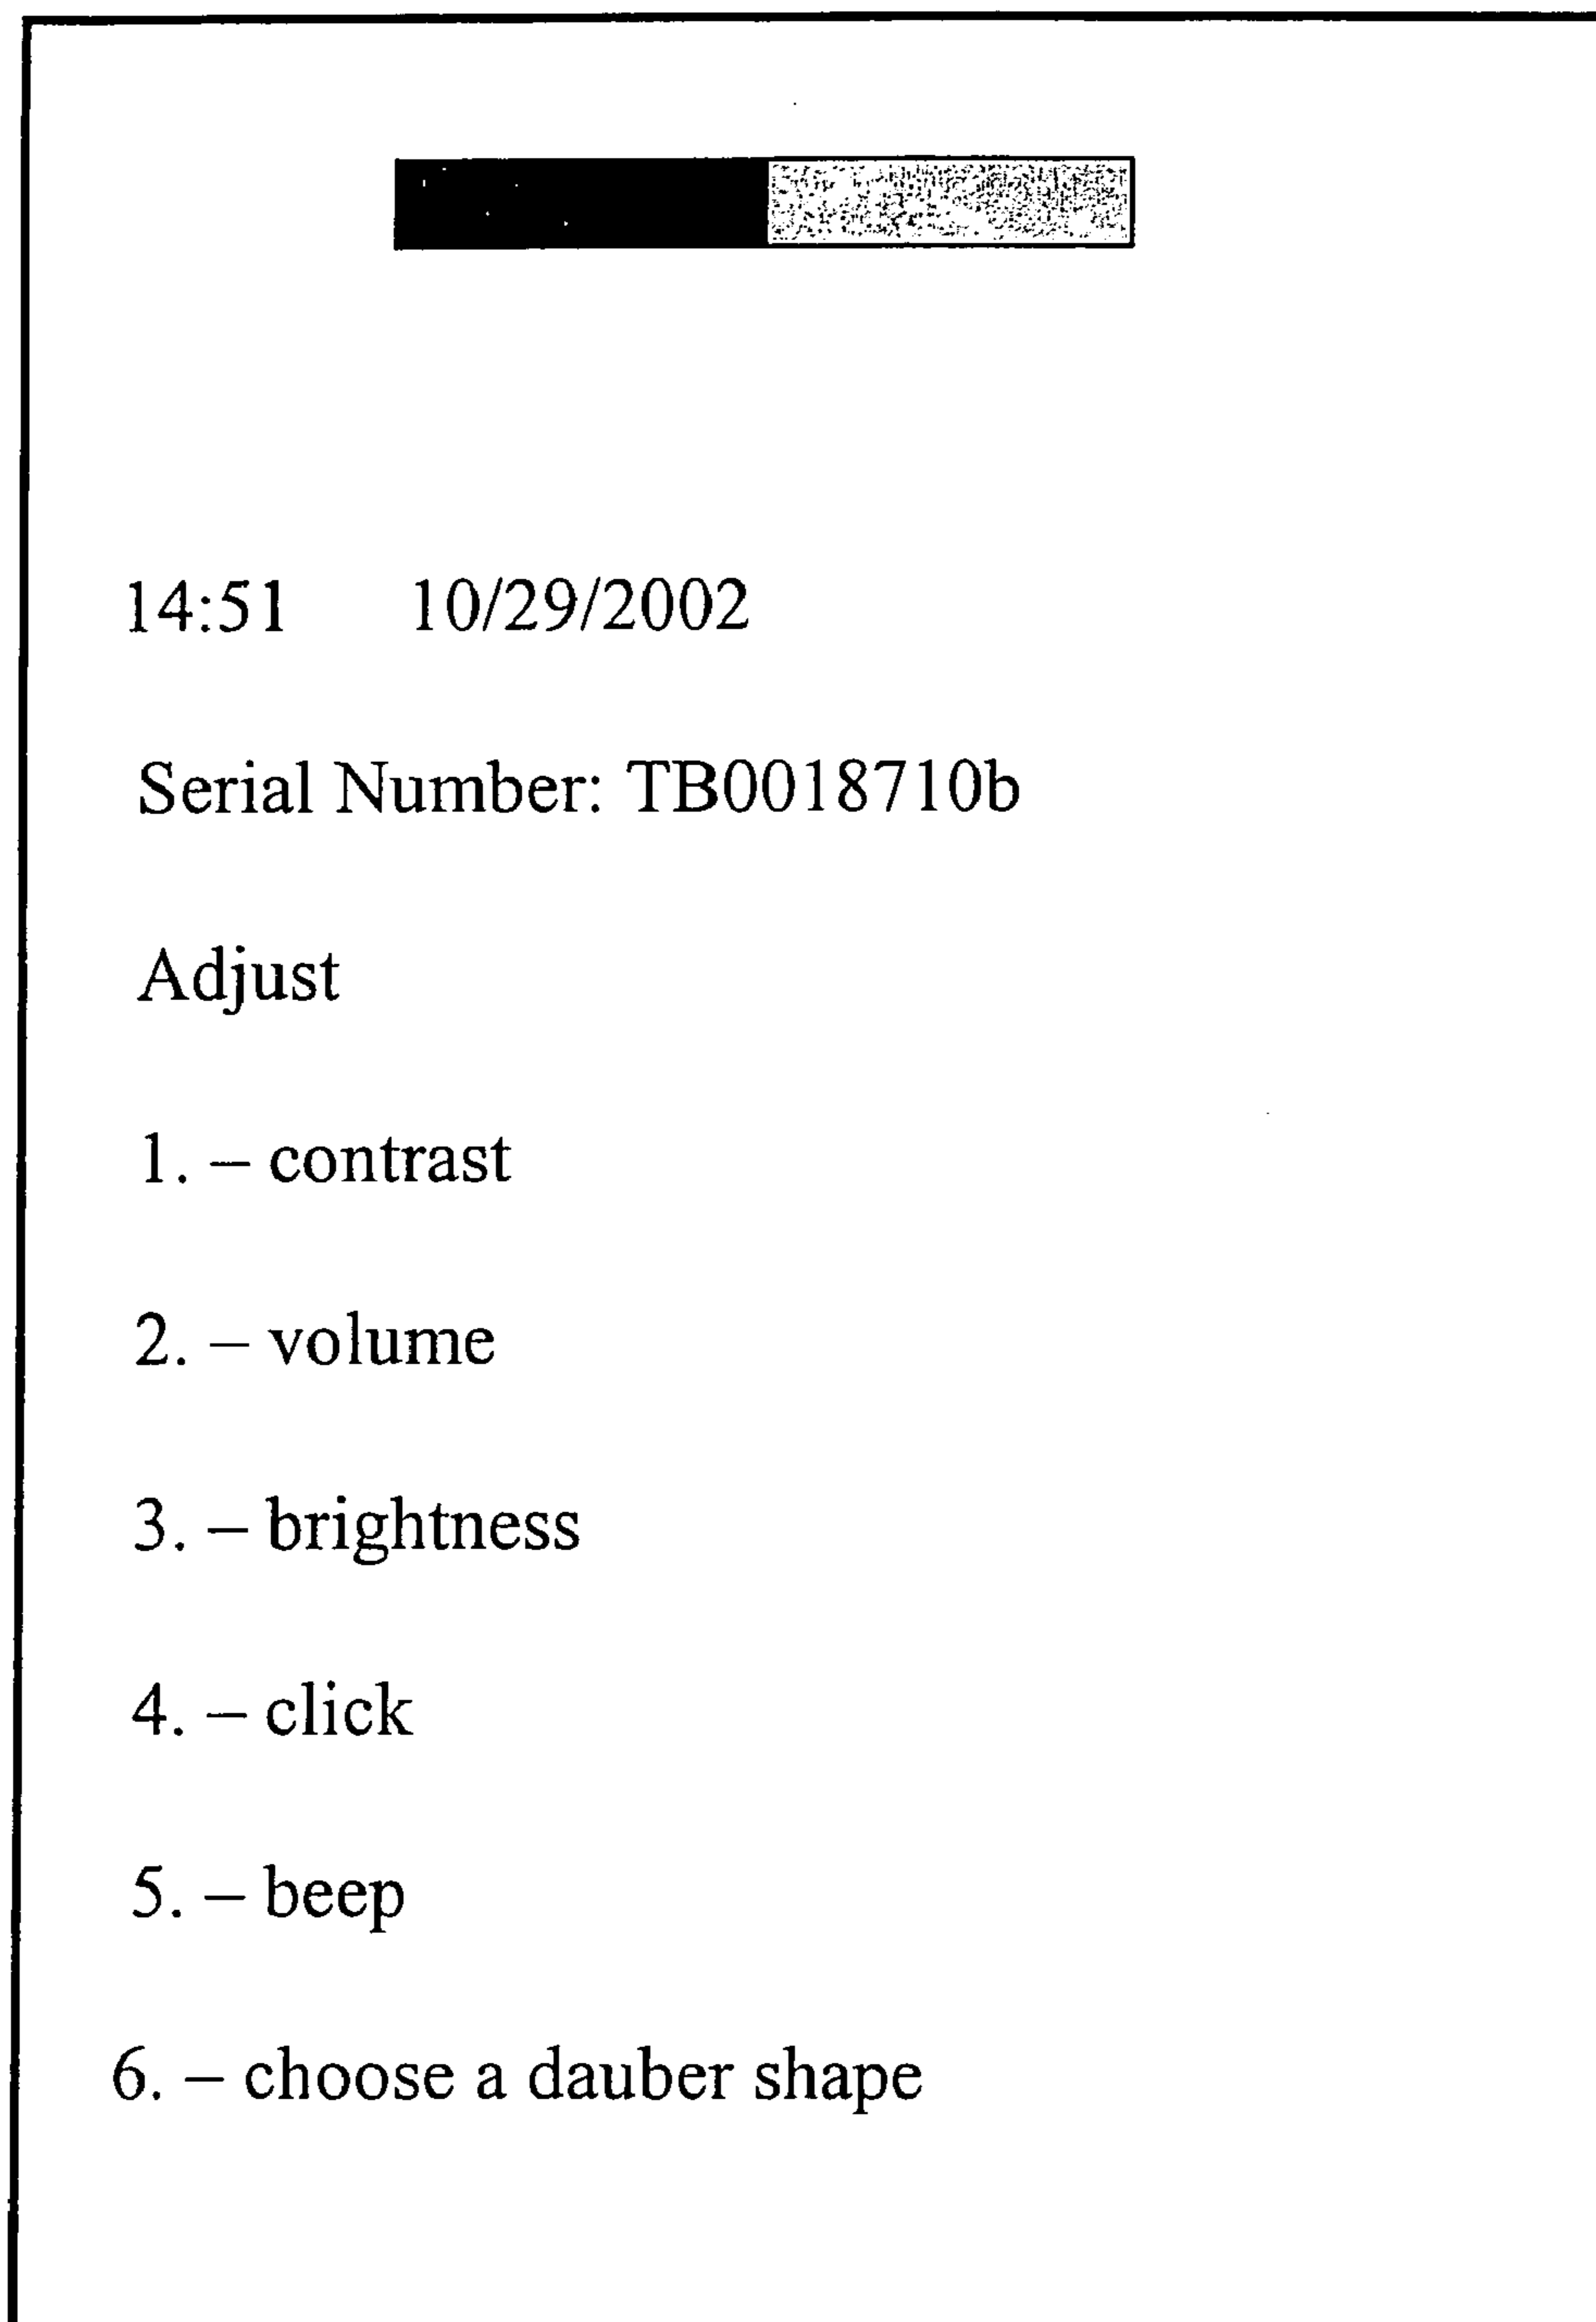 14:51 10/29/2002
Serial Number: TB0018710b
Adjust
1. – contrast
2. – volume
3. – brightness
4. – click
5. – beep
6. – choose a dauber shape